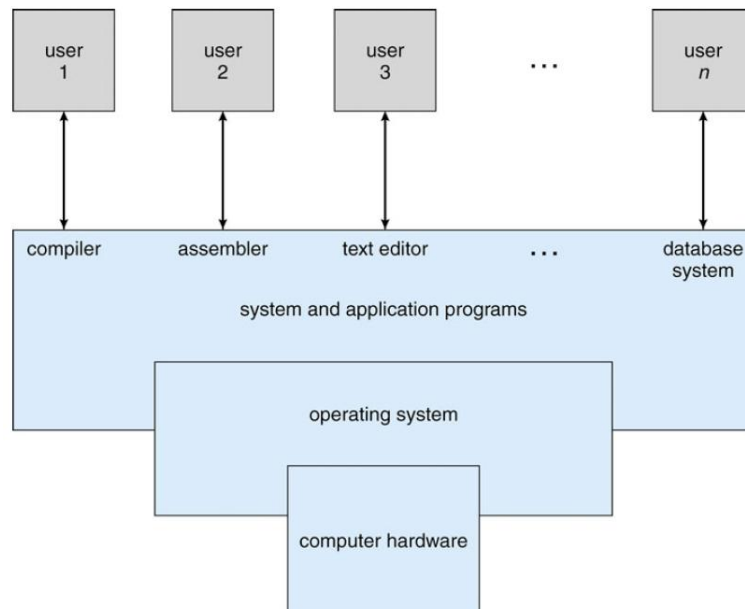 user
1
user
2
user
3
...
user
n
compiler
assembler
text editor
...
database
system
system and application programs
operating system
computer hardware